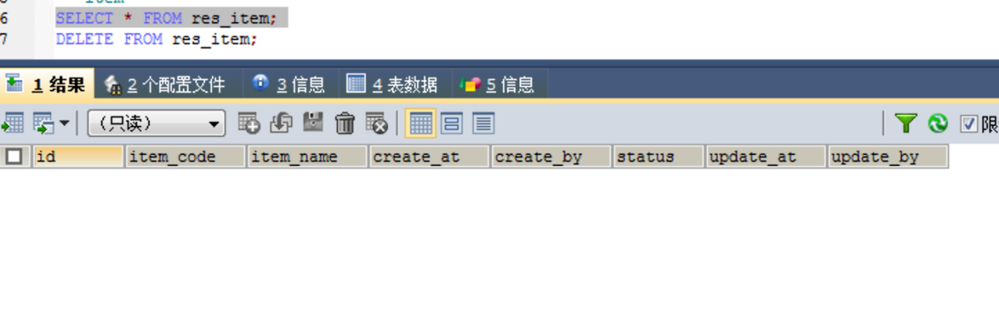 6 SELECT * FROM res_item;
7 DELETE FROM res_item;
1 结果 2 个配置文件 3 信息 4 表数据 5 信息
（只读） 限
id item_code item_name create_at create_by status update_at update_by